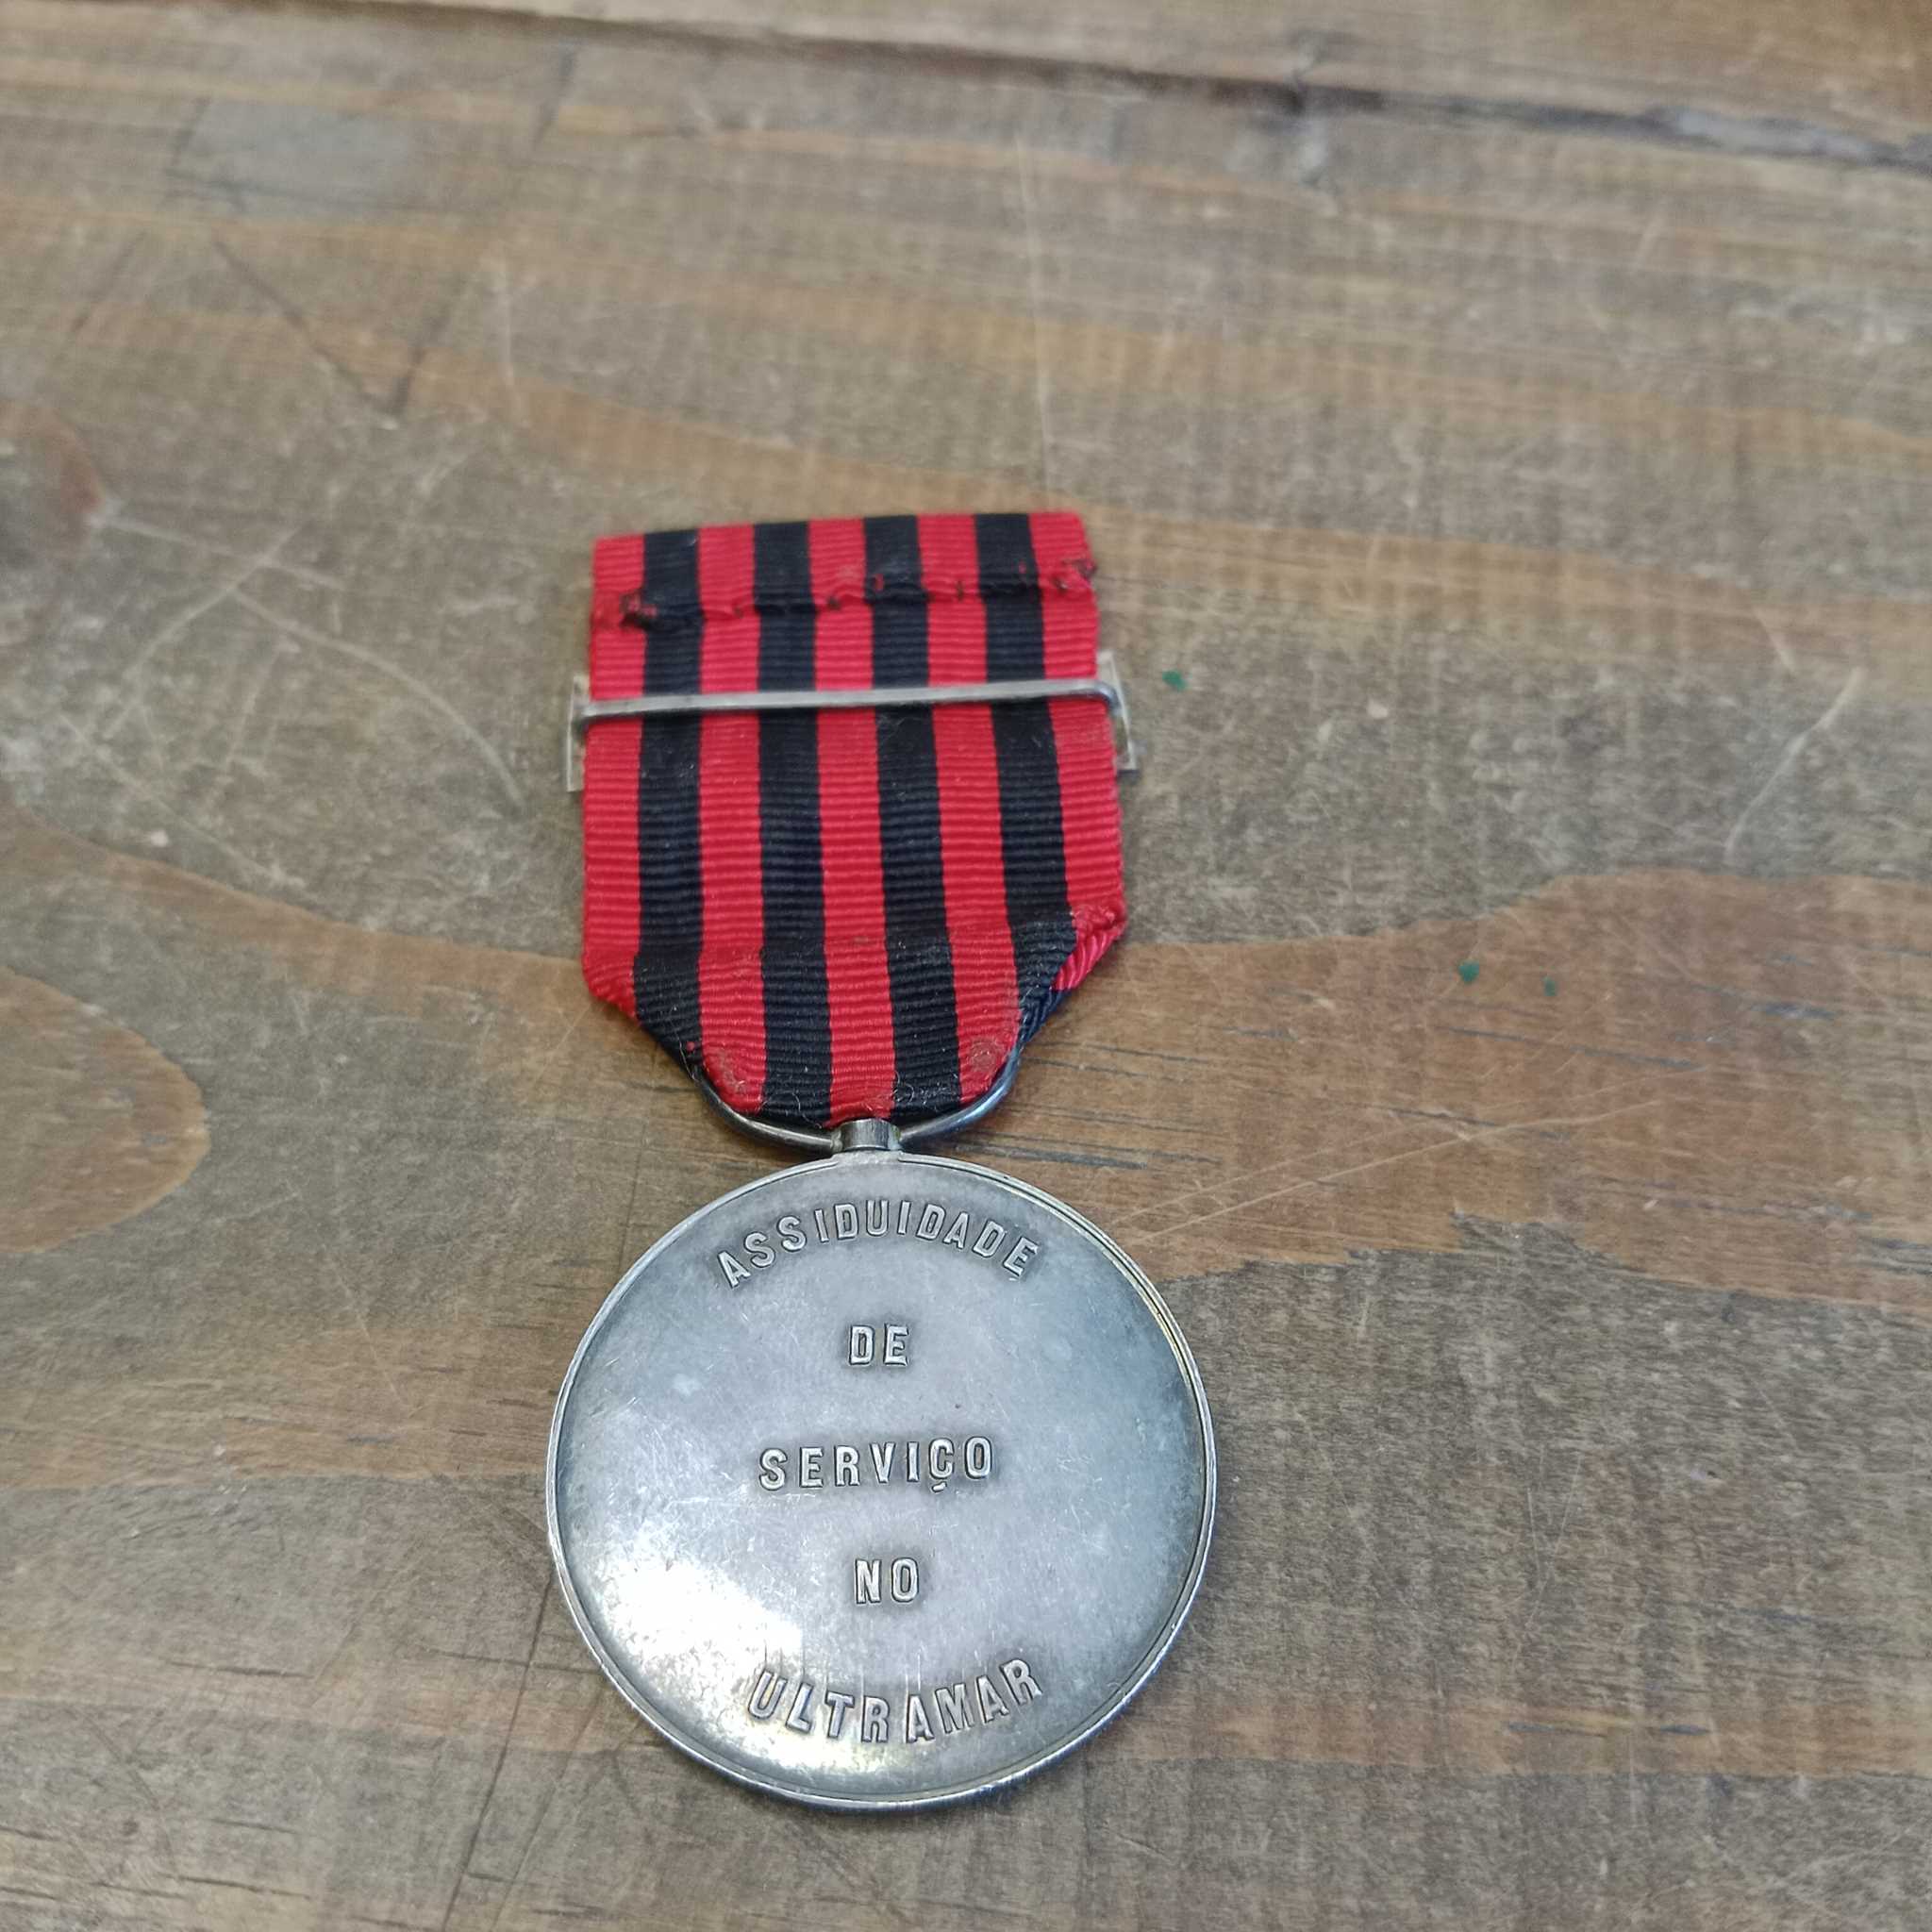 ASSIDUIDADE
DE
SERVIÇO
NO
ULTRAMAR